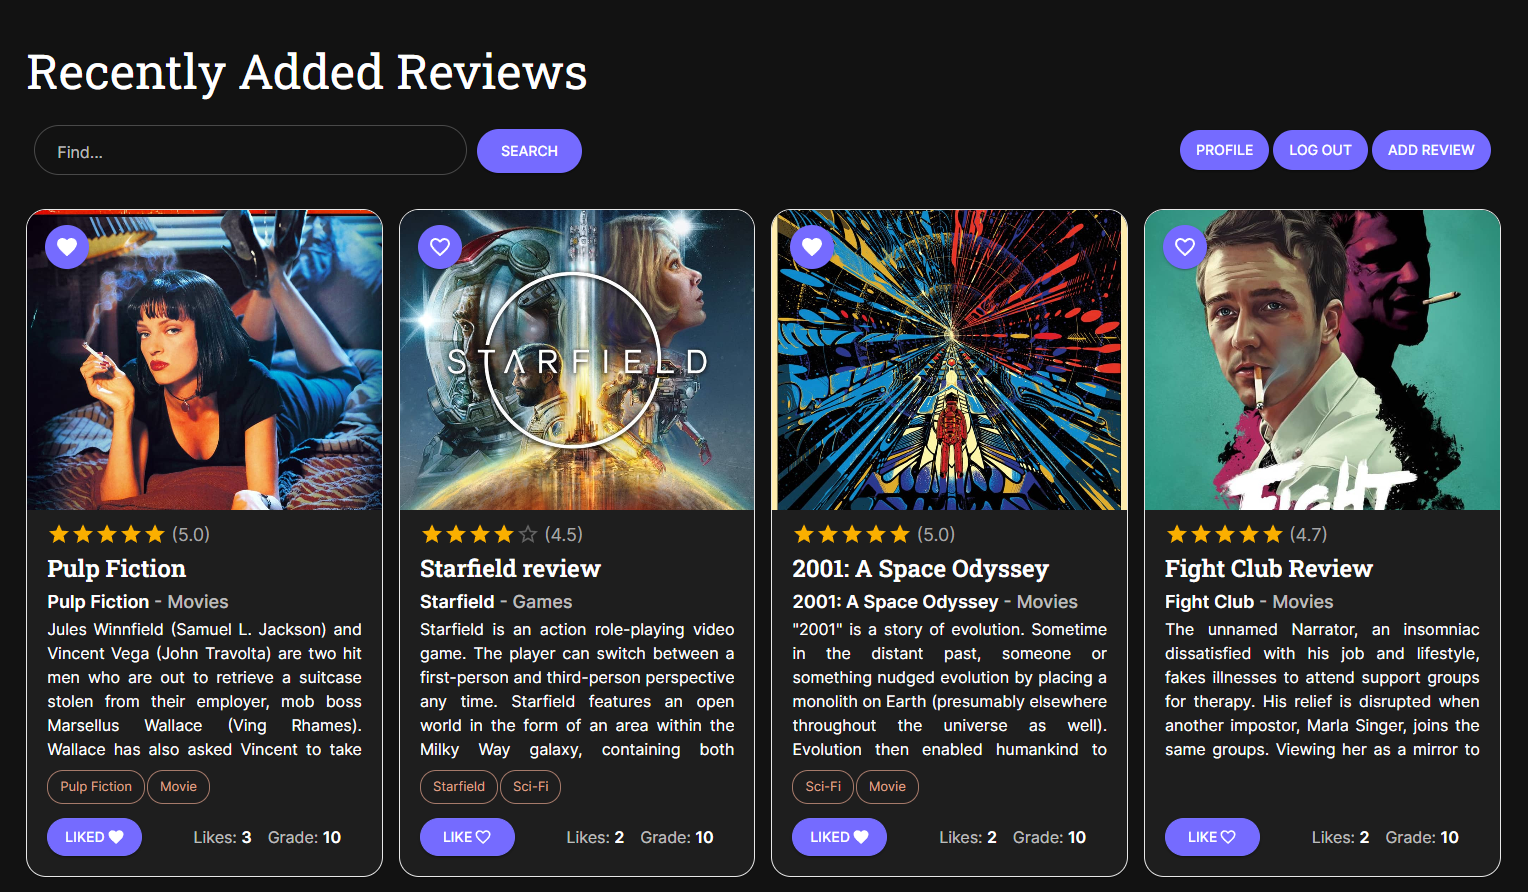 Recently Added Reviews
Find...
SEARCH
PROFILE
LOG OUT
ADD REVIEW
(5.0)
Pulp Fiction
Pulp Fiction - Movies
Jules Winnfield (Samuel L. Jackson) and
Vincent Vega (John Travolta) are two hit
men who are out to retrieve a suitcase
stolen from their employer, mob boss
Marsellus Wallace (Ving Rhames).
Wallace has also asked Vincent to take
Pulp Fiction
Movie
LIKED
Likes: 3
Grade: 10
STARFIELD
(4.5)
Starfield review
Starfield - Games
Starfield is an action role-playing video
game. The player can switch between a
first-person and third-person perspective
any time. Starfield features an open
world in the form of an area within the
Milky Way galaxy, containing both
Starfield
Sci-Fi
LIKE
Likes: 2
Grade: 10
(5.0)
2001: A Space Odyssey
2001: A Space Odyssey - Movies
"2001" is a story of evolution. Sometime
in the distant past, someone or
something nudged evolution by placing a
monolith on Earth (presumably elsewhere
throughout the universe as well).
Evolution then enabled humankind to
Sci-Fi
Movie
LIKED
Likes: 2
Grade: 10
FIGHT
(4.7)
Fight Club Review
Fight Club - Movies
The unnamed Narrator, an insomniac
dissatisfied with his job and lifestyle,
fakes illnesses to attend support groups
for therapy. His relief is disrupted when
another impostor, Marla Singer, joins the
same groups. Viewing her as a mirror to
LIKE
Likes: 2
Grade: 10